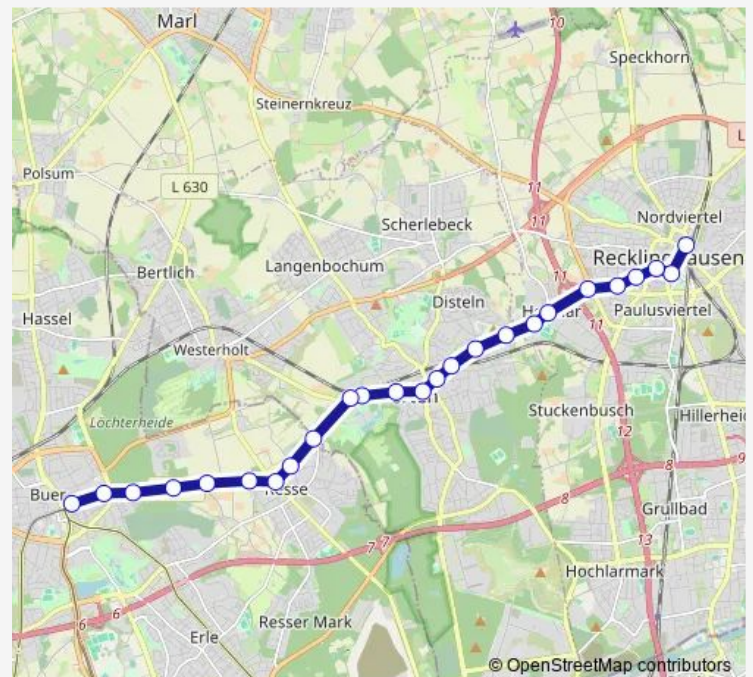 Marl
10
Speckhorn
Steinernkreuz
L
Polsum
L 630
11
Nordviertel
Scherlebeck
11
Recklinghausen
Langenbochum
Bertlich
11
Disteln
Paulusviertel
Hassel
11
Westerholt
Stuckenbusch
Hillerheid
Löchterheide
12
9
8
Buer
Resse
8
Grullbad
7
7
13
Hochlarmark
6
6
Resser Mark
Erle
© OpenStreetMap contributors